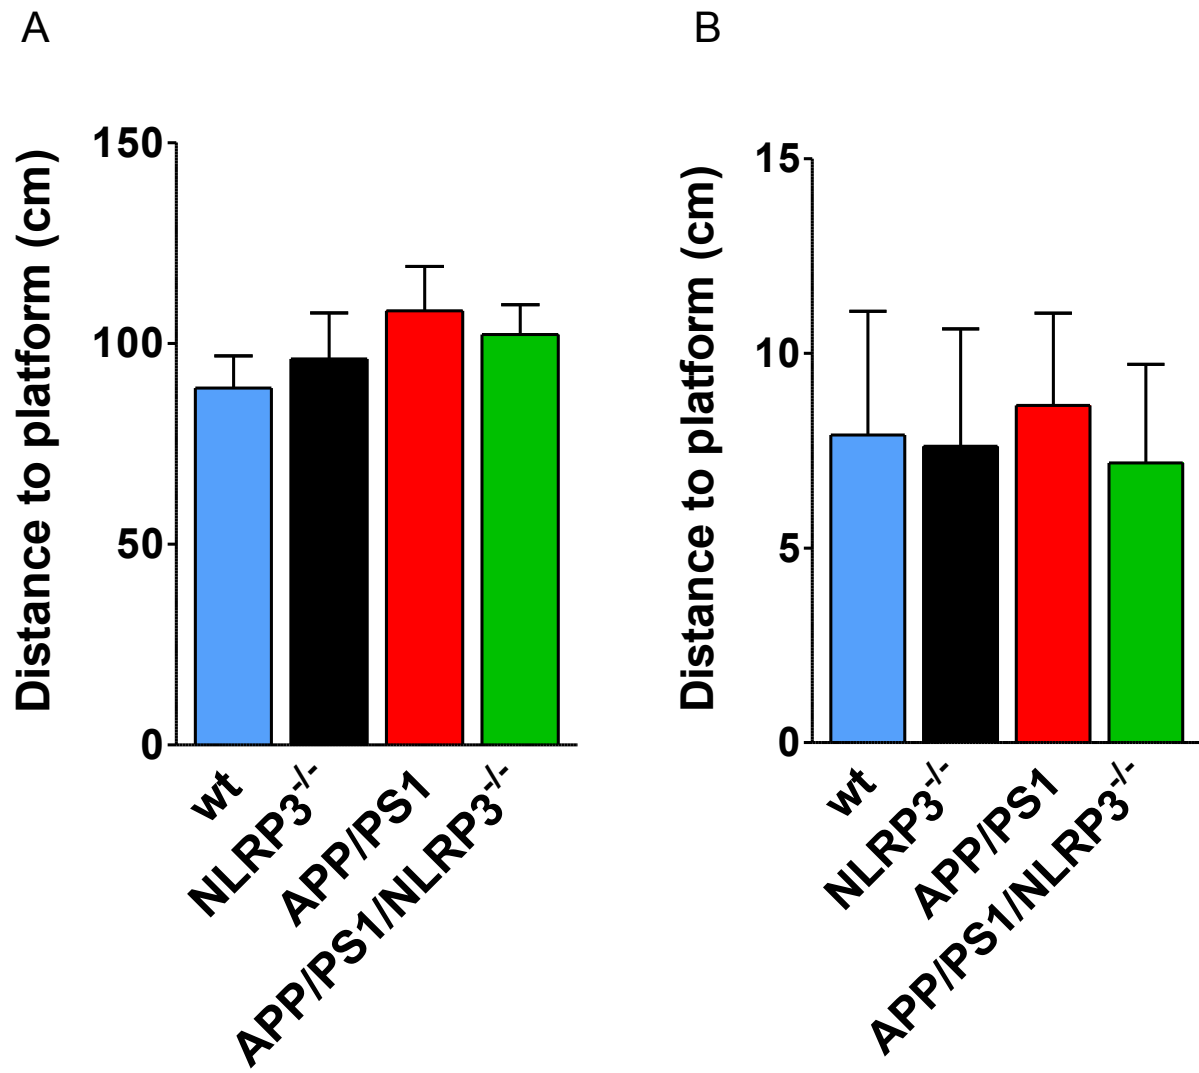 A
Distance to platform (cm)
150
100
50
0
wt
NLRP3⁻/⁻
APP/PS1
APP/PS1/NLRP3⁻/⁻
B
Distance to platform (cm)
15
10
5
0
wt
NLRP3⁻/⁻
APP/PS1
APP/PS1/NLRP3⁻/⁻